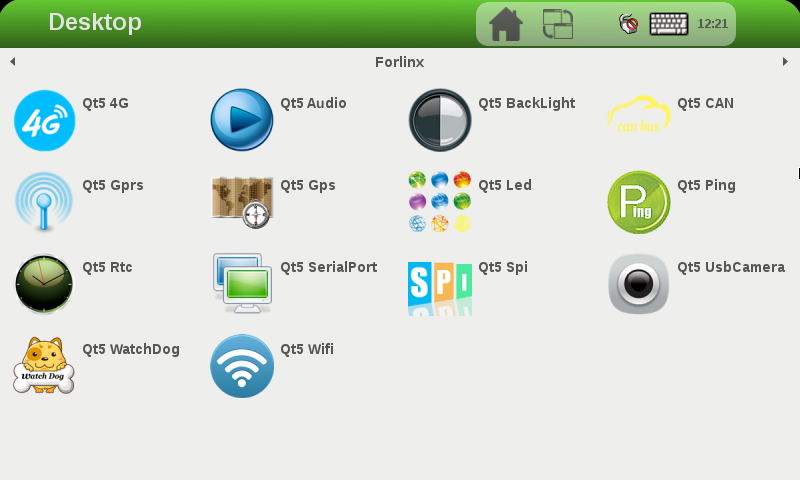 Desktop
12:21
Forlinx
4G
Qt5 4G
Qt5 Audio
Qt5 BackLight
can bus
Qt5 CAN
Qt5 Gprs
Qt5 Gps
Qt5 Led
Ping
Qt5 Ping
Qt5 Rtc
Qt5 SerialPort
SPI
Qt5 Spi
Qt5 UsbCamera
Watch Dog
Qt5 WatchDog
Qt5 Wifi